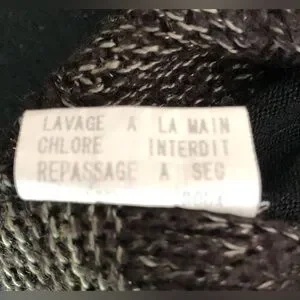 LAVAGE A LA MAIN
CHLORE INTERDIT
REPASSAGE A SEC